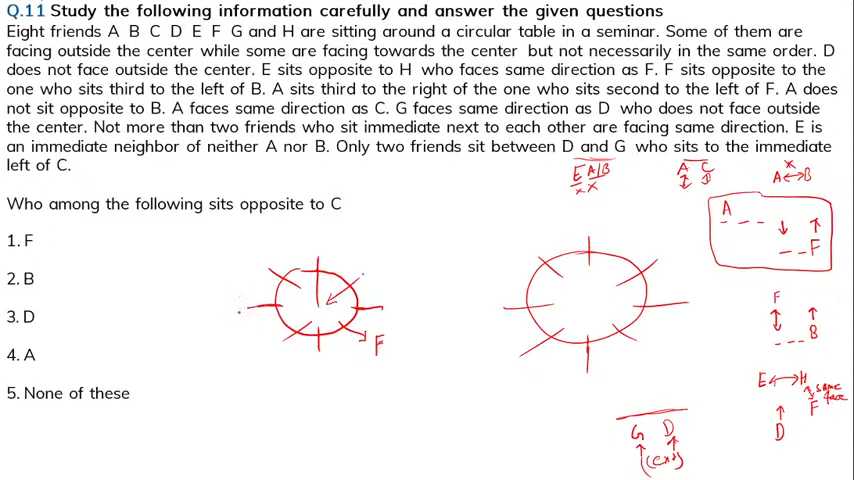 Q.11 Study the following information carefully and answer the given questions
Eight friends A B C D E F G and H are sitting around a circular table in a seminar. Some of them are
facing outside the center while some are facing towards the center but not necessarily in the same order. D
does not face outside the center. E sits opposite to H who faces same direction as F. F sits opposite to the
one who sits third to the left of B. A sits third to the right of the one who sits second to the left of F. A does
not sit opposite to B. A faces same direction as C. G faces same direction as D who does not face outside
the center. Not more than two friends who sit immediate next to each other are facing same direction. E is
an immediate neighbor of neither A nor B. Only two friends sit between D and G who sits to the immediate
left of C.
E A/B
x x
A C
x
A B
A
F
Who among the following sits opposite to C
1. F
2. B
3. D
4. A
5. None of these
F
F
B
E H
same
face
F
D
G D